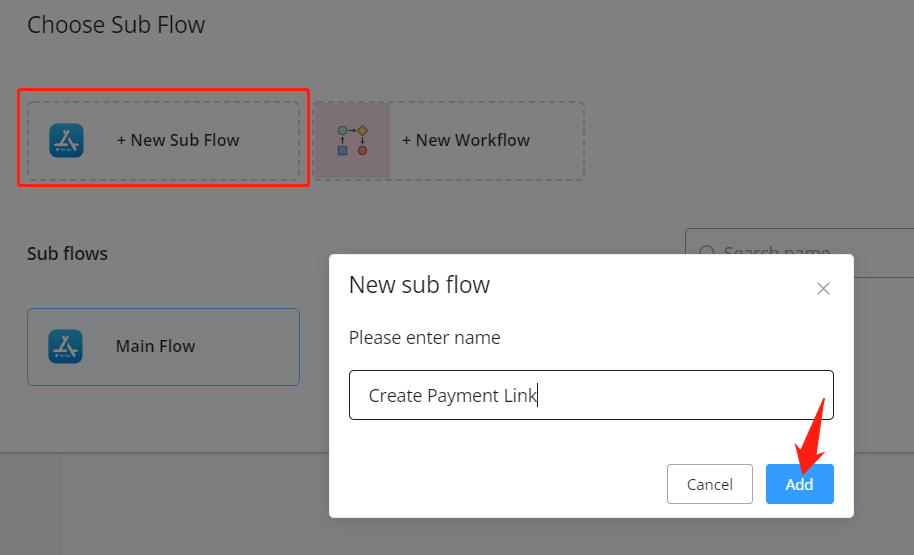 Choose Sub Flow
+ New Sub Flow
+ New Workflow
Sub flows
Search name
New sub flow
Please enter name
Main Flow
Create Payment Link
Cancel
Add